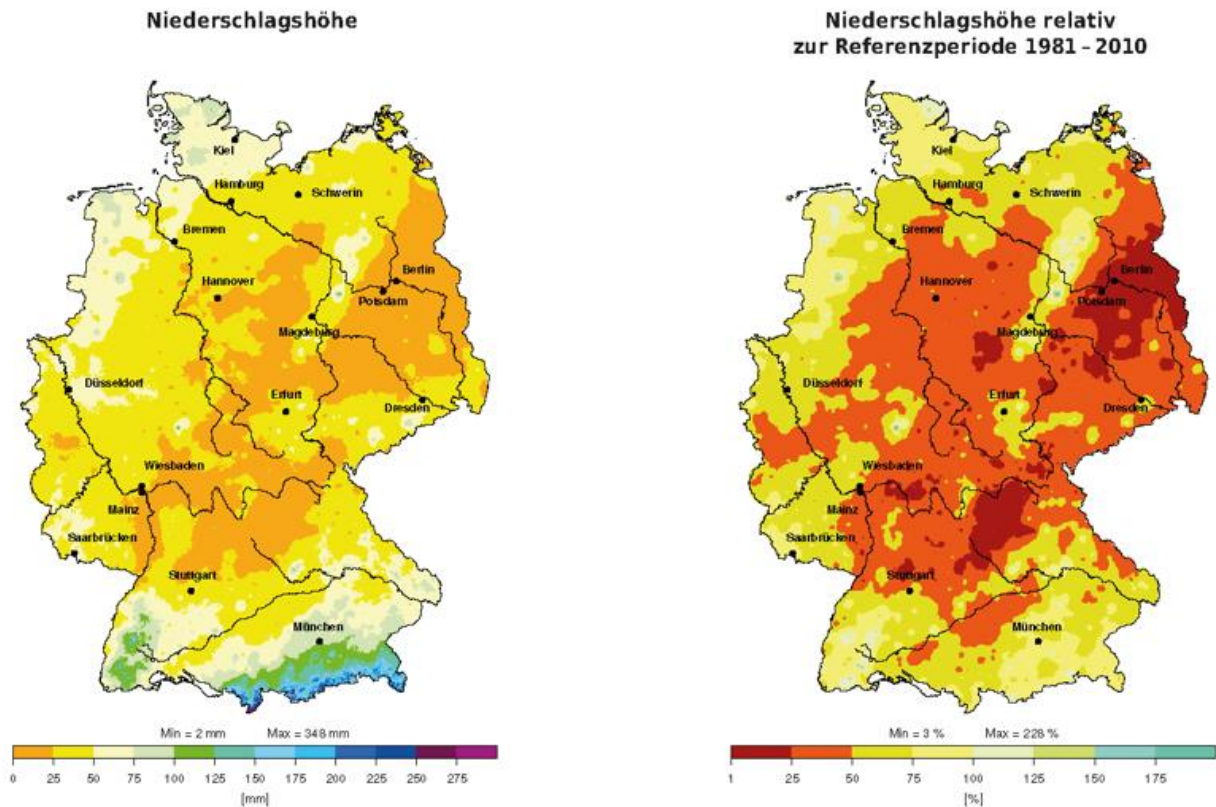 Niederschlagshöhe
Kiel
Hamburg
Schwerin
Bremen
Berlin
Hannover
Potsdam
Magdeburg
Düsseldorf
Erfurt
Dresden
Wiesbaden
Mainz
Saarbrücken
Stuttgart
München
Min = 2 mm Max = 348 mm
0 25 50 75 100 125 150 175 200 225 250 275
[mm]
Niederschlagshöhe relativ
zur Referenzperiode 1981 – 2010
Kiel
Hamburg
Schwerin
Bremen
Berlin
Hannover
Potsdam
Magdeburg
Düsseldorf
Erfurt
Dresden
Wiesbaden
Mainz
Saarbrücken
Stuttgart
München
Min = 3 % Max = 228 %
1 25 50 75 100 125 150 175
[%]